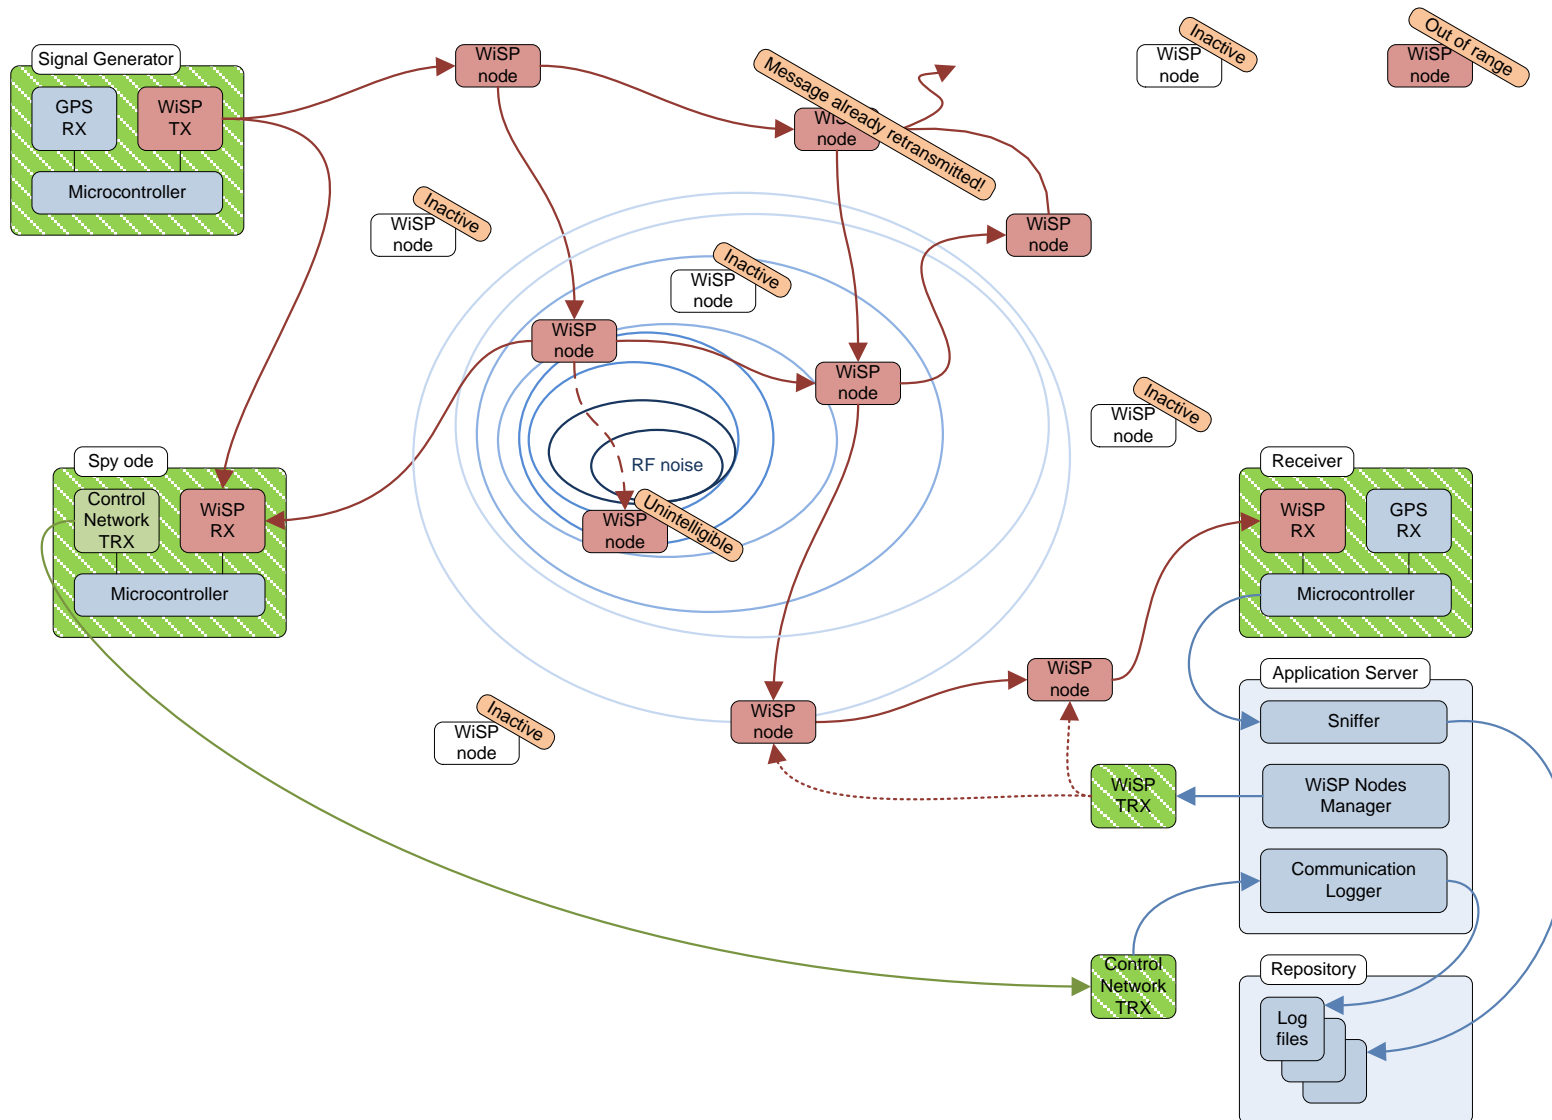 Signal Generator
GPS
RX
WiSP
TX
Microcontroller
WiSP
node
Message already retransmitted!
WiSP
node
Inactive
WiSP
node
Out of range
WiSP
node
Inactive
WiSP
node
WiSP
node
Inactive
WiSP
node
WiSP
node
WiSP
node
Inactive
WiSP
node
RF noise
Unintelligible
WiSP
node
Spy ode
Control
Network
TRX
WiSP
RX
Microcontroller
Receiver
WiSP
RX
GPS
RX
Microcontroller
Inactive
WiSP
node
WiSP
node
WiSP
node
Application Server
Sniffer
WiSP Nodes
Manager
Communication
Logger
WiSP
TRX
Control
Network
TRX
Repository
Log
files